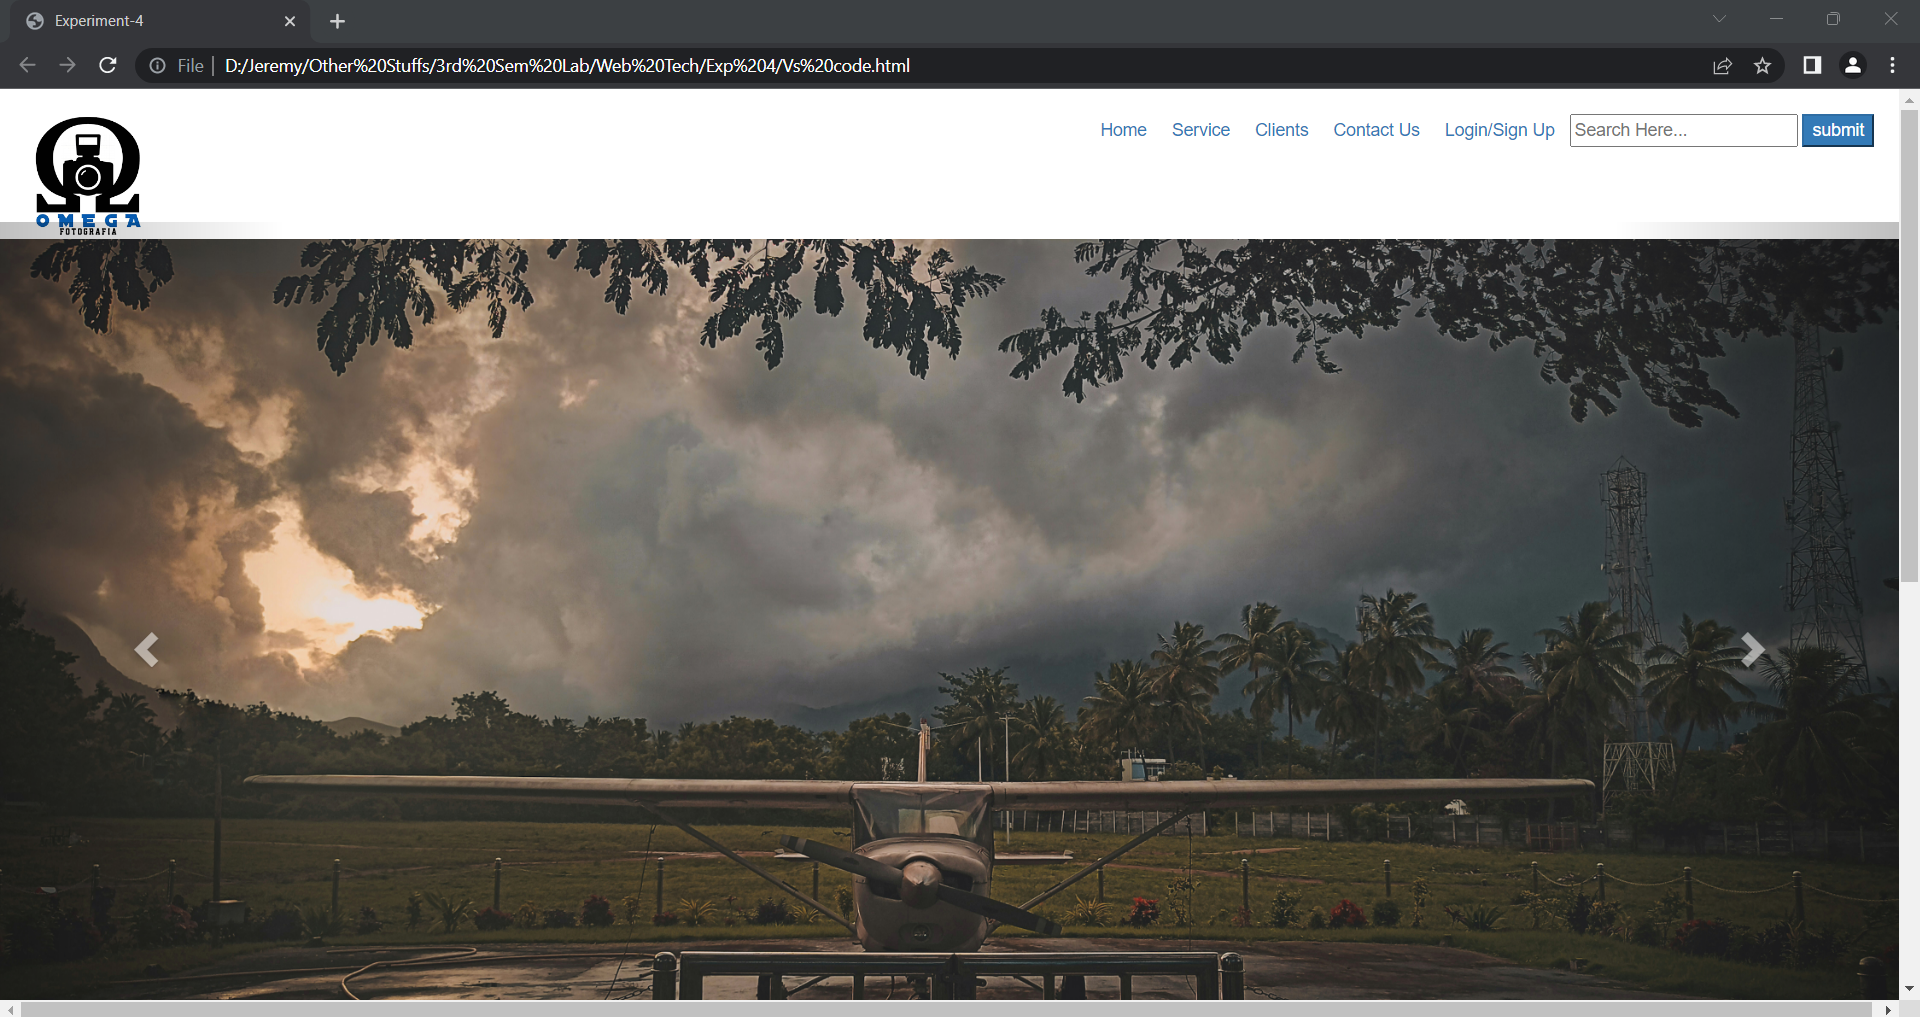 Experiment-4
File | D:/Jeremy/Other%20Stuffs/3rd%20Sem%20Lab/Web%20Tech/Exp%204/Vs%20code.html
Home Service Clients Contact Us Login/Sign Up Search Here... submit
OMEGA
FOTOGRAFIA